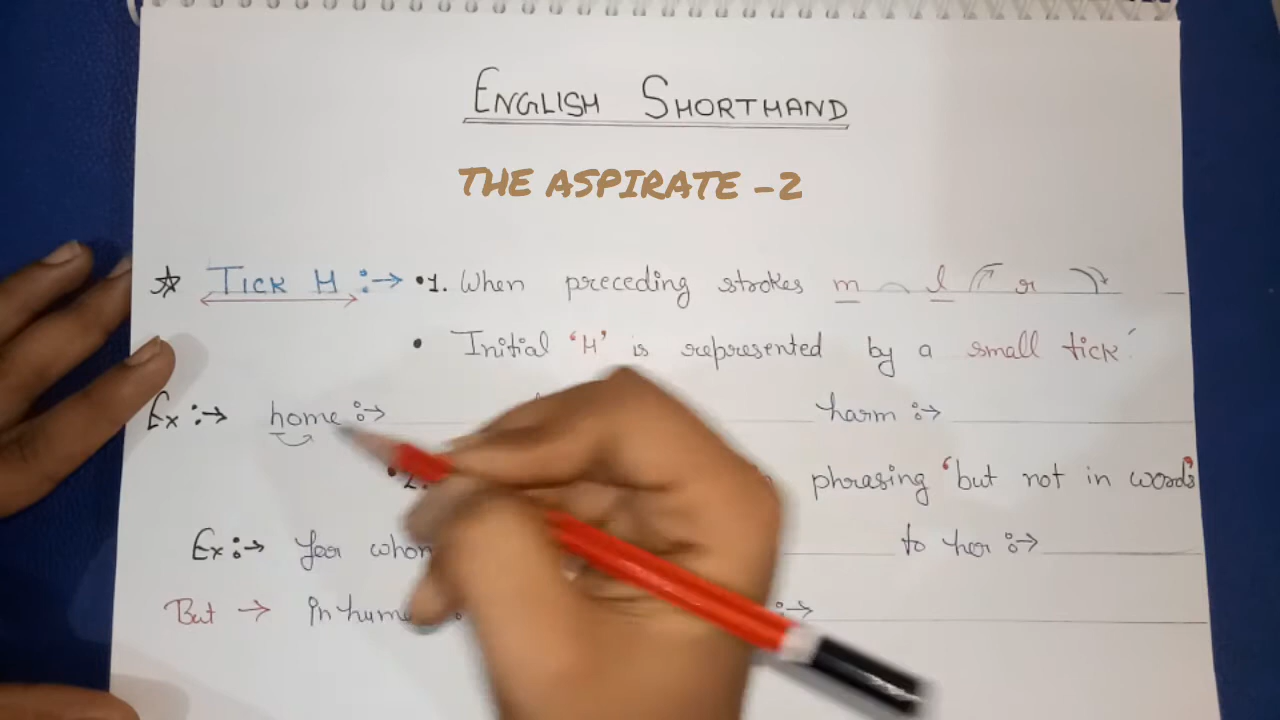 ENGLISH SHORTHAND
THE ASPIRATE -2
☆ TICK H :→ •1. When preceding strokes m l r
• Initial 'H' is represented by a small tick.
Ex :→ home :→ harm :→
•2. phrasing 'but not in words'
Ex :→ for to her :→
But → :→